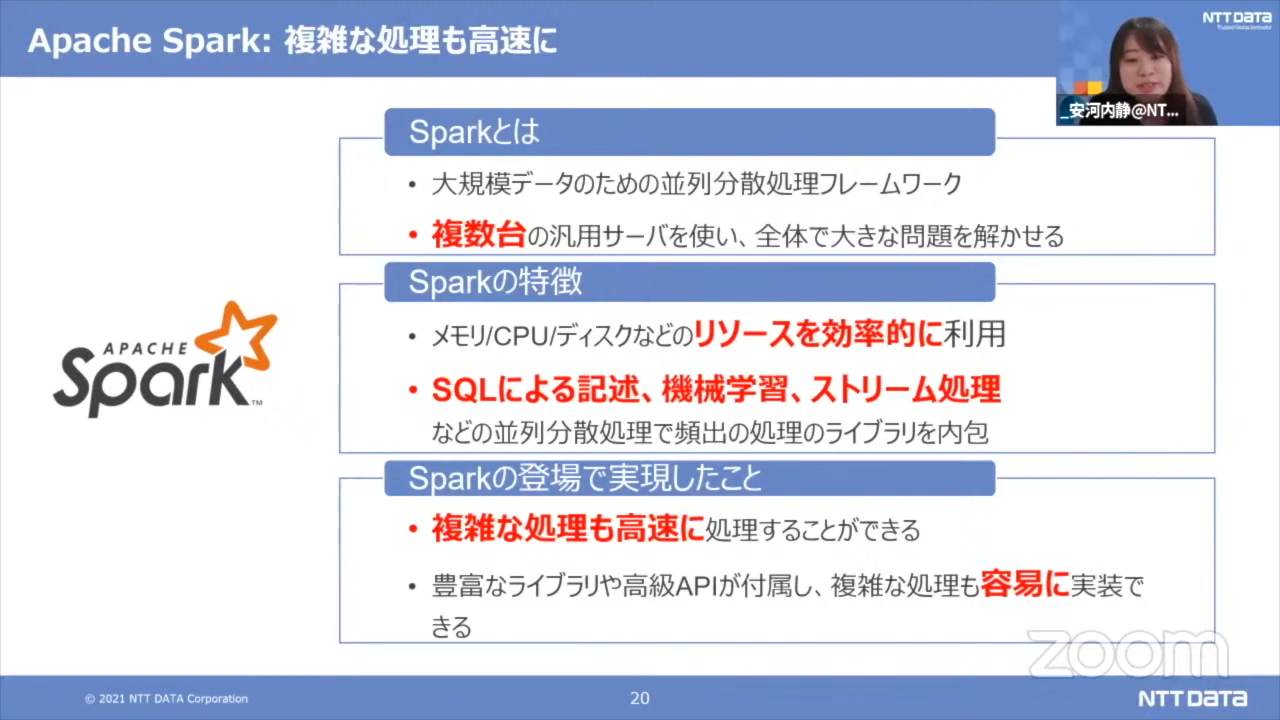 Apache Spark: 複雑な処理も高速に
NTT DATA
Trusted Global Innovator
_安河内静@NT...
Sparkとは
• 大規模データのための並列分散処理フレームワーク
• 複数台の汎用サーバを使い、全体で大きな問題を解かせる
Sparkの特徴
• メモリ/CPU/ディスクなどのリソースを効率的に利用
• SQLによる記述、機械学習、ストリーム処理
などの並列分散処理で頻出の処理のライブラリを内包
APACHE
Spark™
Sparkの登場で実現したこと
• 複雑な処理も高速に処理することができる
• 豊富なライブラリや高級APIが付属し、複雑な処理も容易に実装で
きる
zoom
© 2021 NTT DATA Corporation
20
NTT DATA